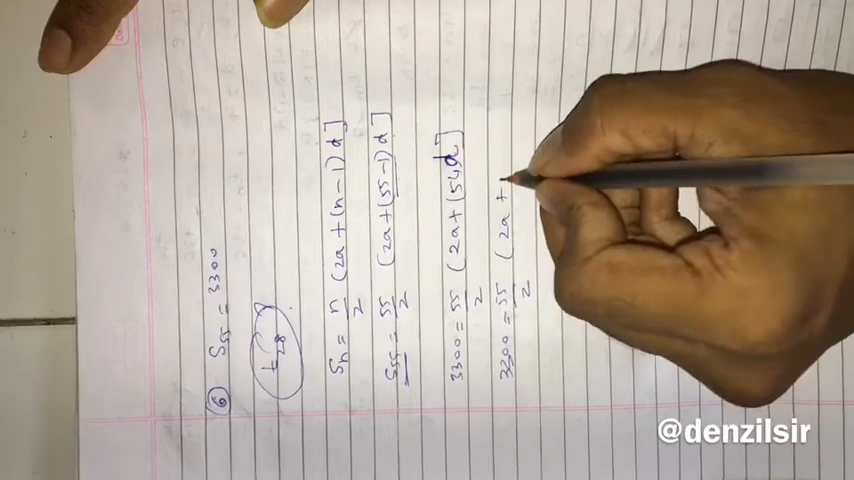 ⑥ S₅₅ = 3300
t₂₈ ?
Sₙ = n/2 (2a + (n - 1) d]
S₅₅ = 55/2 (2a + (55 - 1) d]
3300 = 55/2 (2a + (54d]
3300 = 55/2 (2a +
@denzilsir